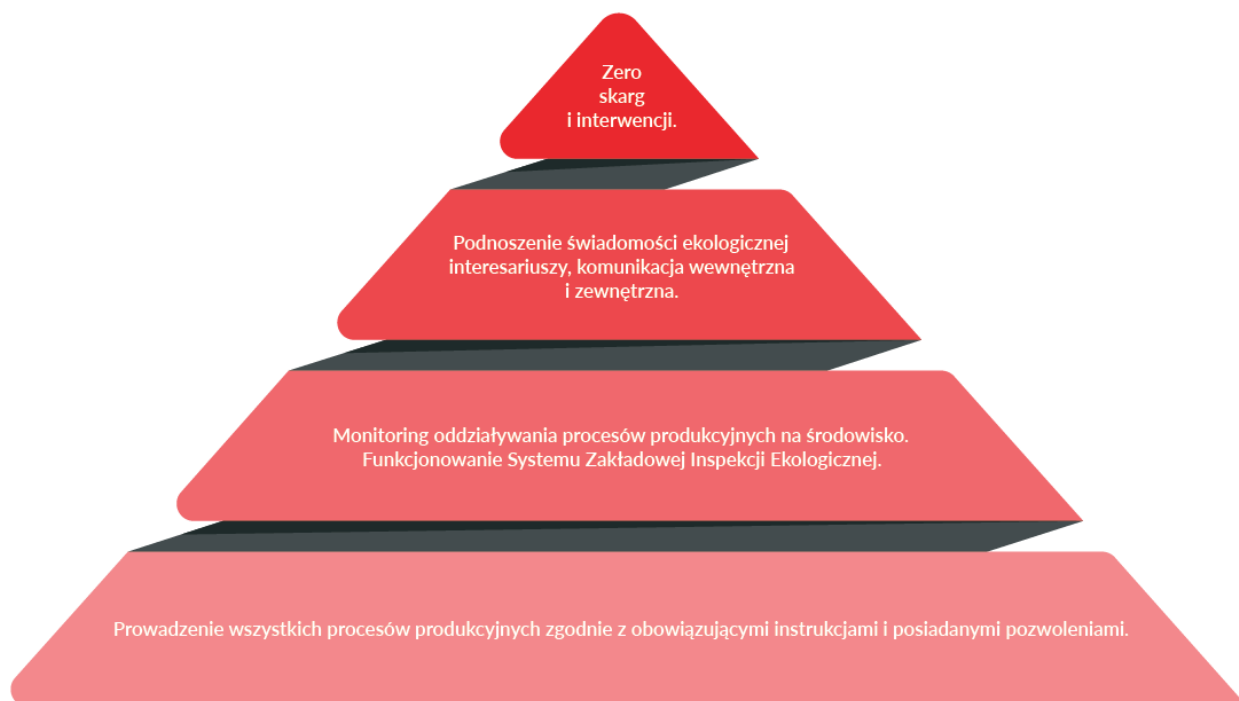 Zero
skarg
i interwencji.
Podnoszenie świadomości ekologicznej
interesariuszy, komunikacja wewnętrzna
i zewnętrzna.
Monitoring oddziaływania procesów produkcyjnych na środowisko.
Funkcjonowanie Systemu Zakładowej Inspekcji Ekologicznej.
Prowadzenie wszystkich procesów produkcyjnych zgodnie z obowiązującymi instrukcjami i posiadanymi pozwoleniami.